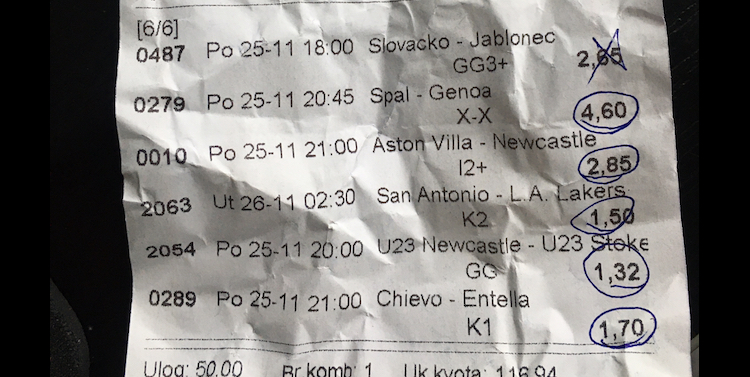 [6/6]
0487 Po 25-11 18:00 Slovacko - Jablonec
GG3+ 2,65
0279 Po 25-11 20:45 Spal - Genoa
X-X 4,60
0010 Po 25-11 21:00 Aston Villa - Newcastle
I2+ 2,85
2063 Ut 26-11 02:30 San Antonio - L.A. Lakers
K2 1,50
2054 Po 25-11 20:00 U23 Newcastle - U23 Stoke
GG 1,32
0289 Po 25-11 21:00 Chievo - Entella
K1 1,70
Ulog: 50.00 Br komb: 1 Uk kvota: 116.94